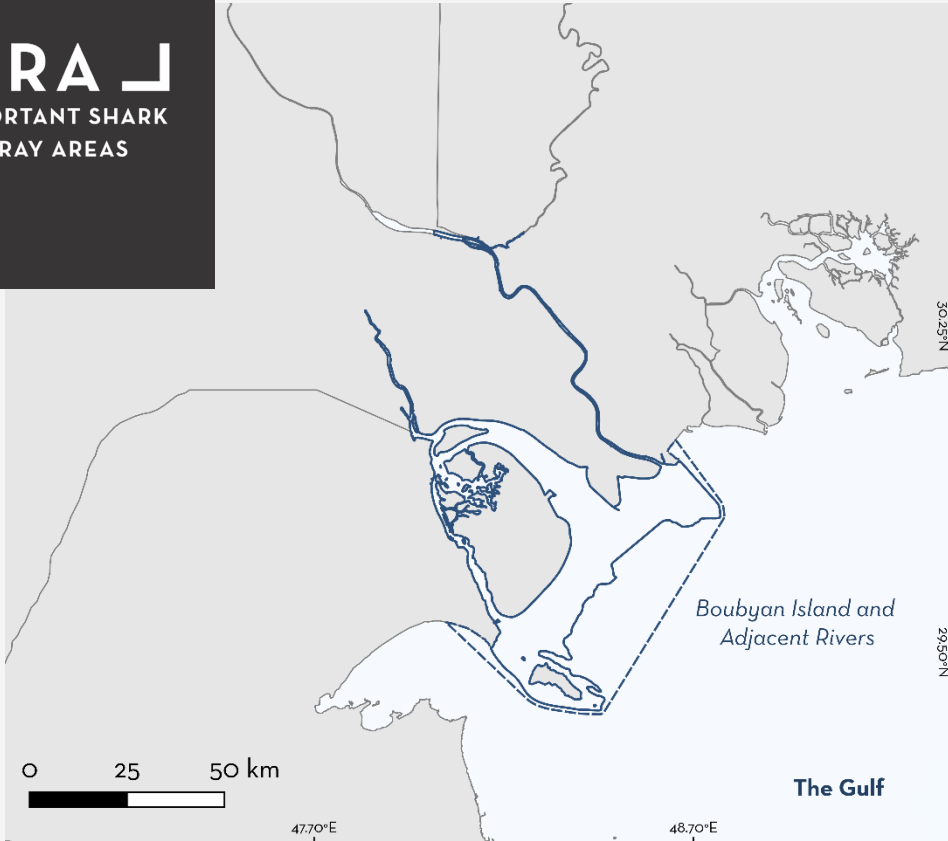 RA
ORTANT SHARK
RAY AREAS
30.25°N
Boubyan Island and
Adjacent Rivers
29.50°N
0 25 50 km
The Gulf
47.70°E 48.70°E